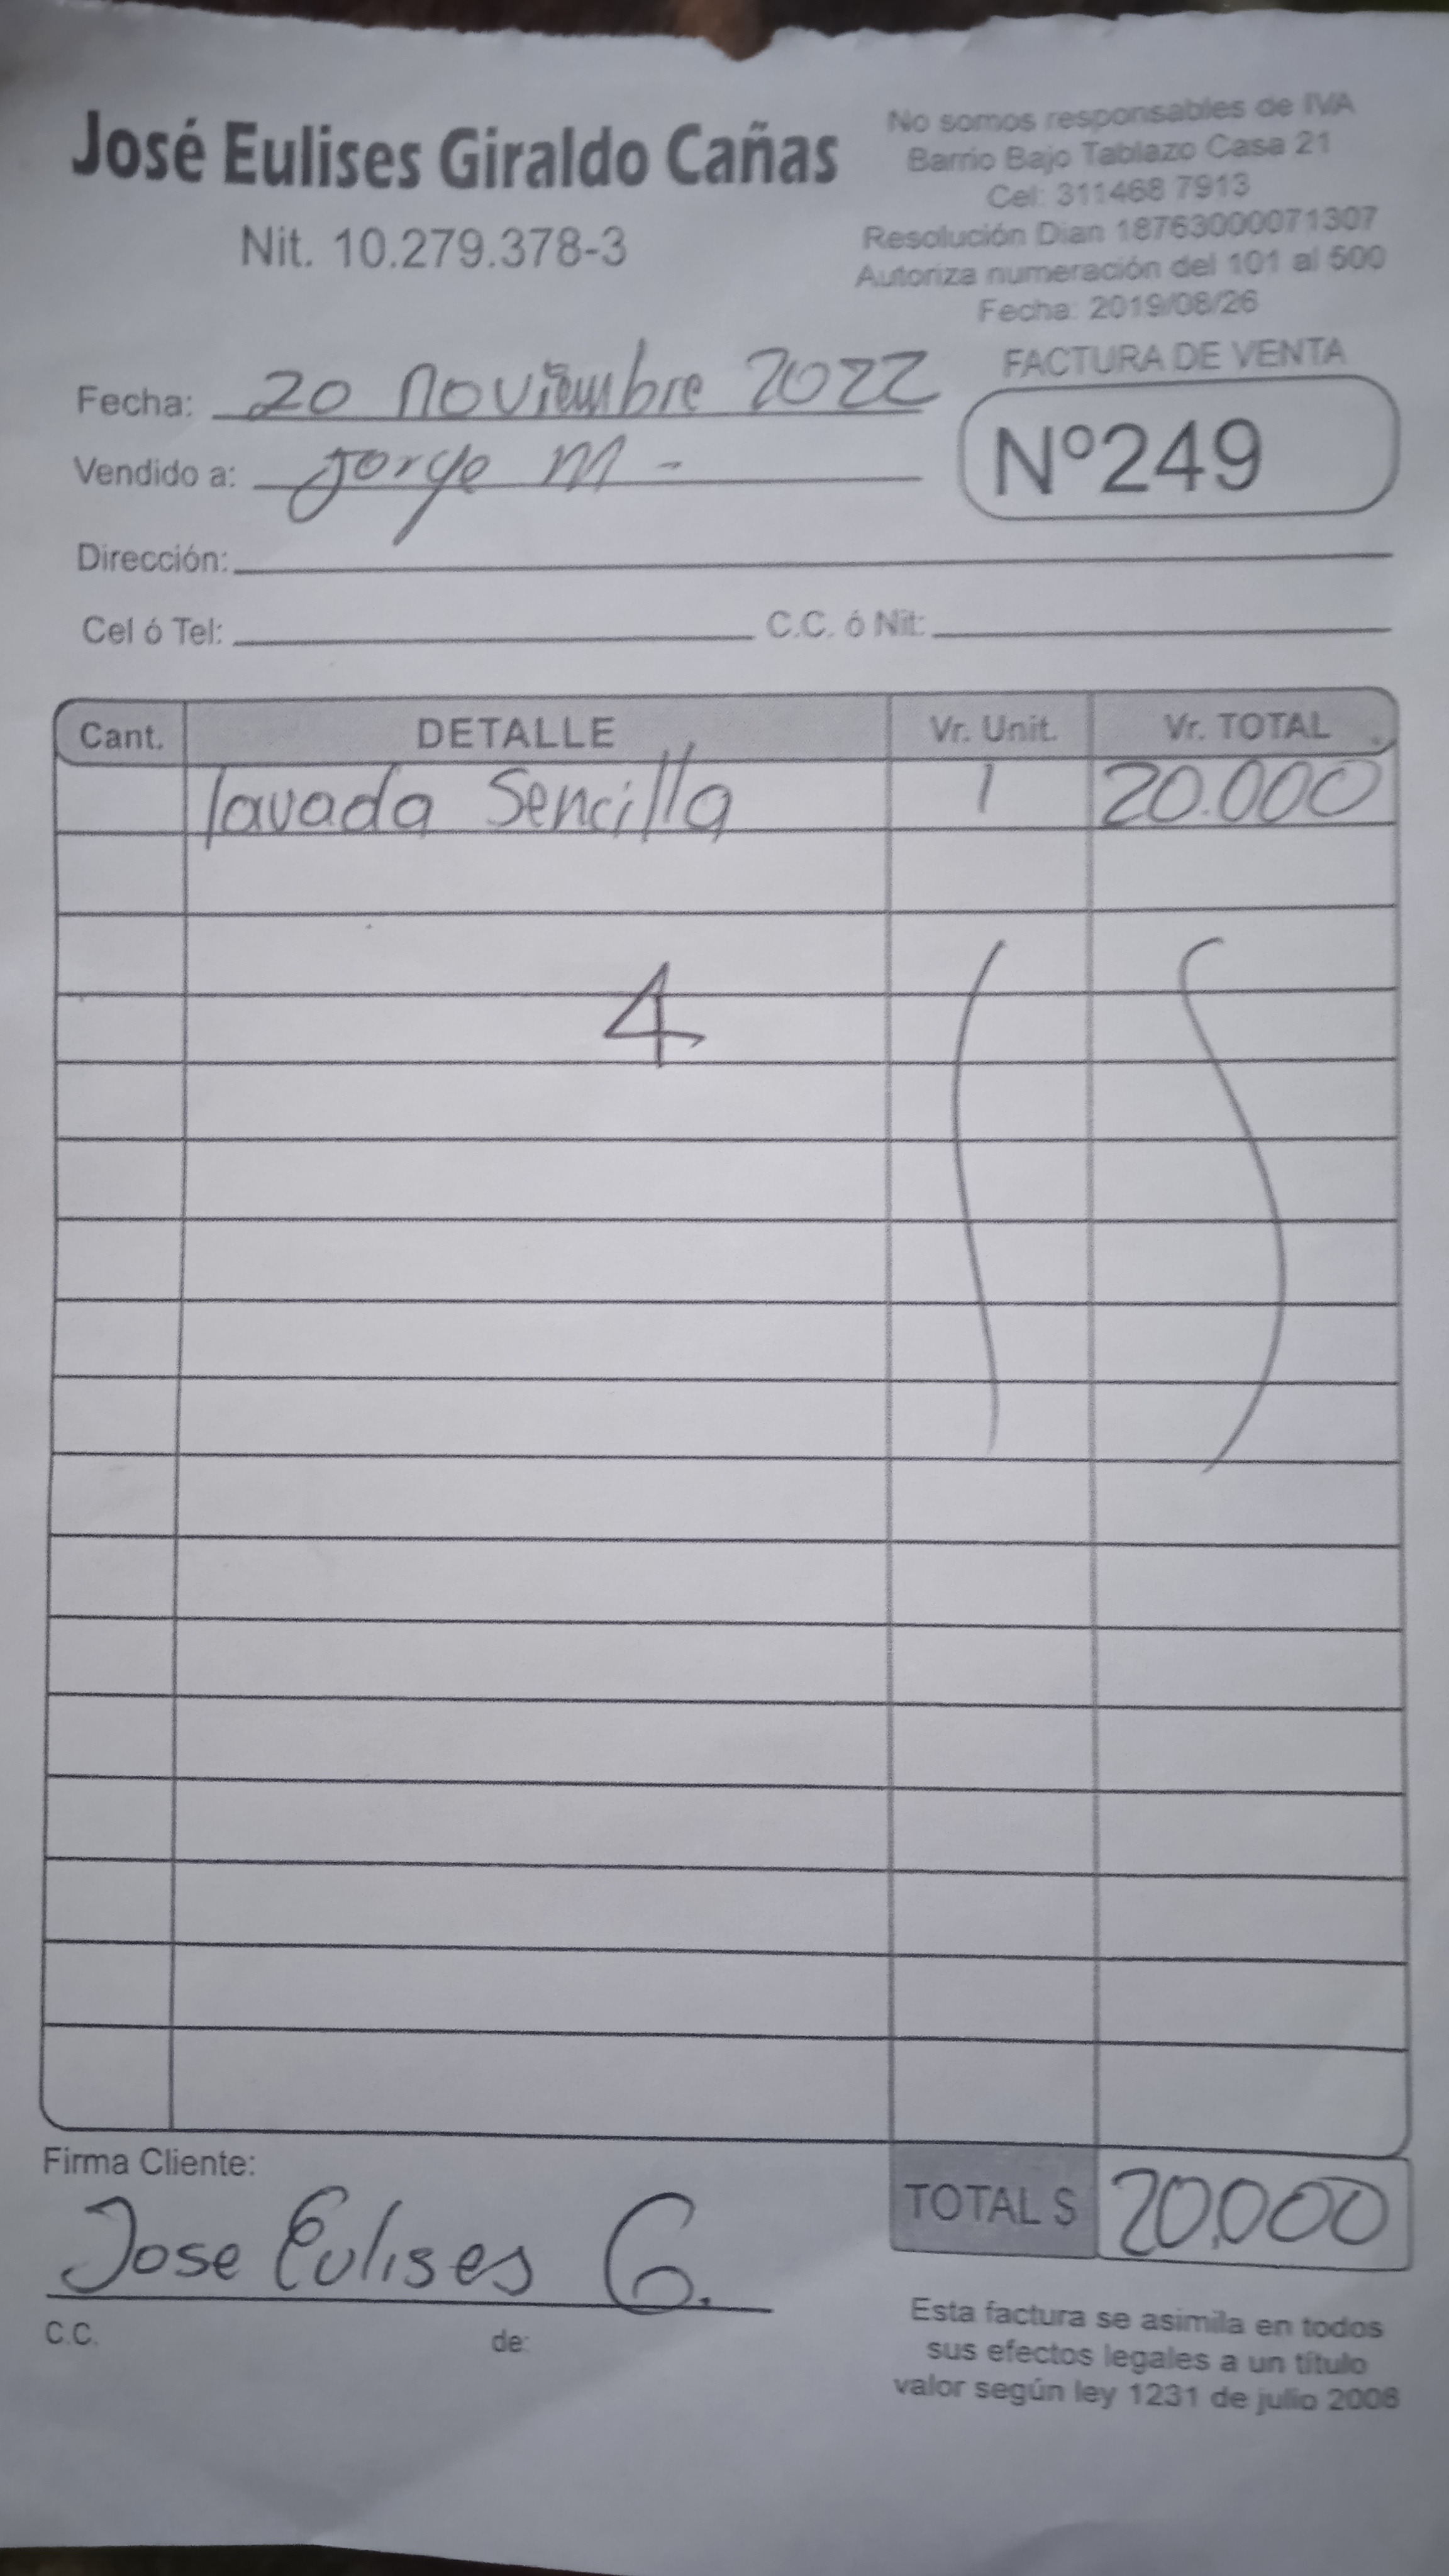 José Eulises Giraldo Cañas
Nit. 10.279.378-3
No somos responsables de IVA
Barrio Bajo Tablazo Casa 21
Cel: 311468 7913
Resolución Dian 18763000071307
Autoriza numeración del 101 al 500
Fecha: 2019/08/26
FACTURA DE VENTA
Nº249
Fecha: 20 noviembre 2022
Vendido a: Jorge M -
Dirección:
Cel ó Tel: C.C. ó Nit:
Cant. DETALLE Vr. Unit. Vr. TOTAL
lavada Sencilla 1 20.000
4
Firma Cliente:
Jose Eulises G.
TOTAL $ 20.000
C.C. de:
Esta factura se asimila en todos
sus efectos legales a un título
valor según ley 1231 de julio 2008